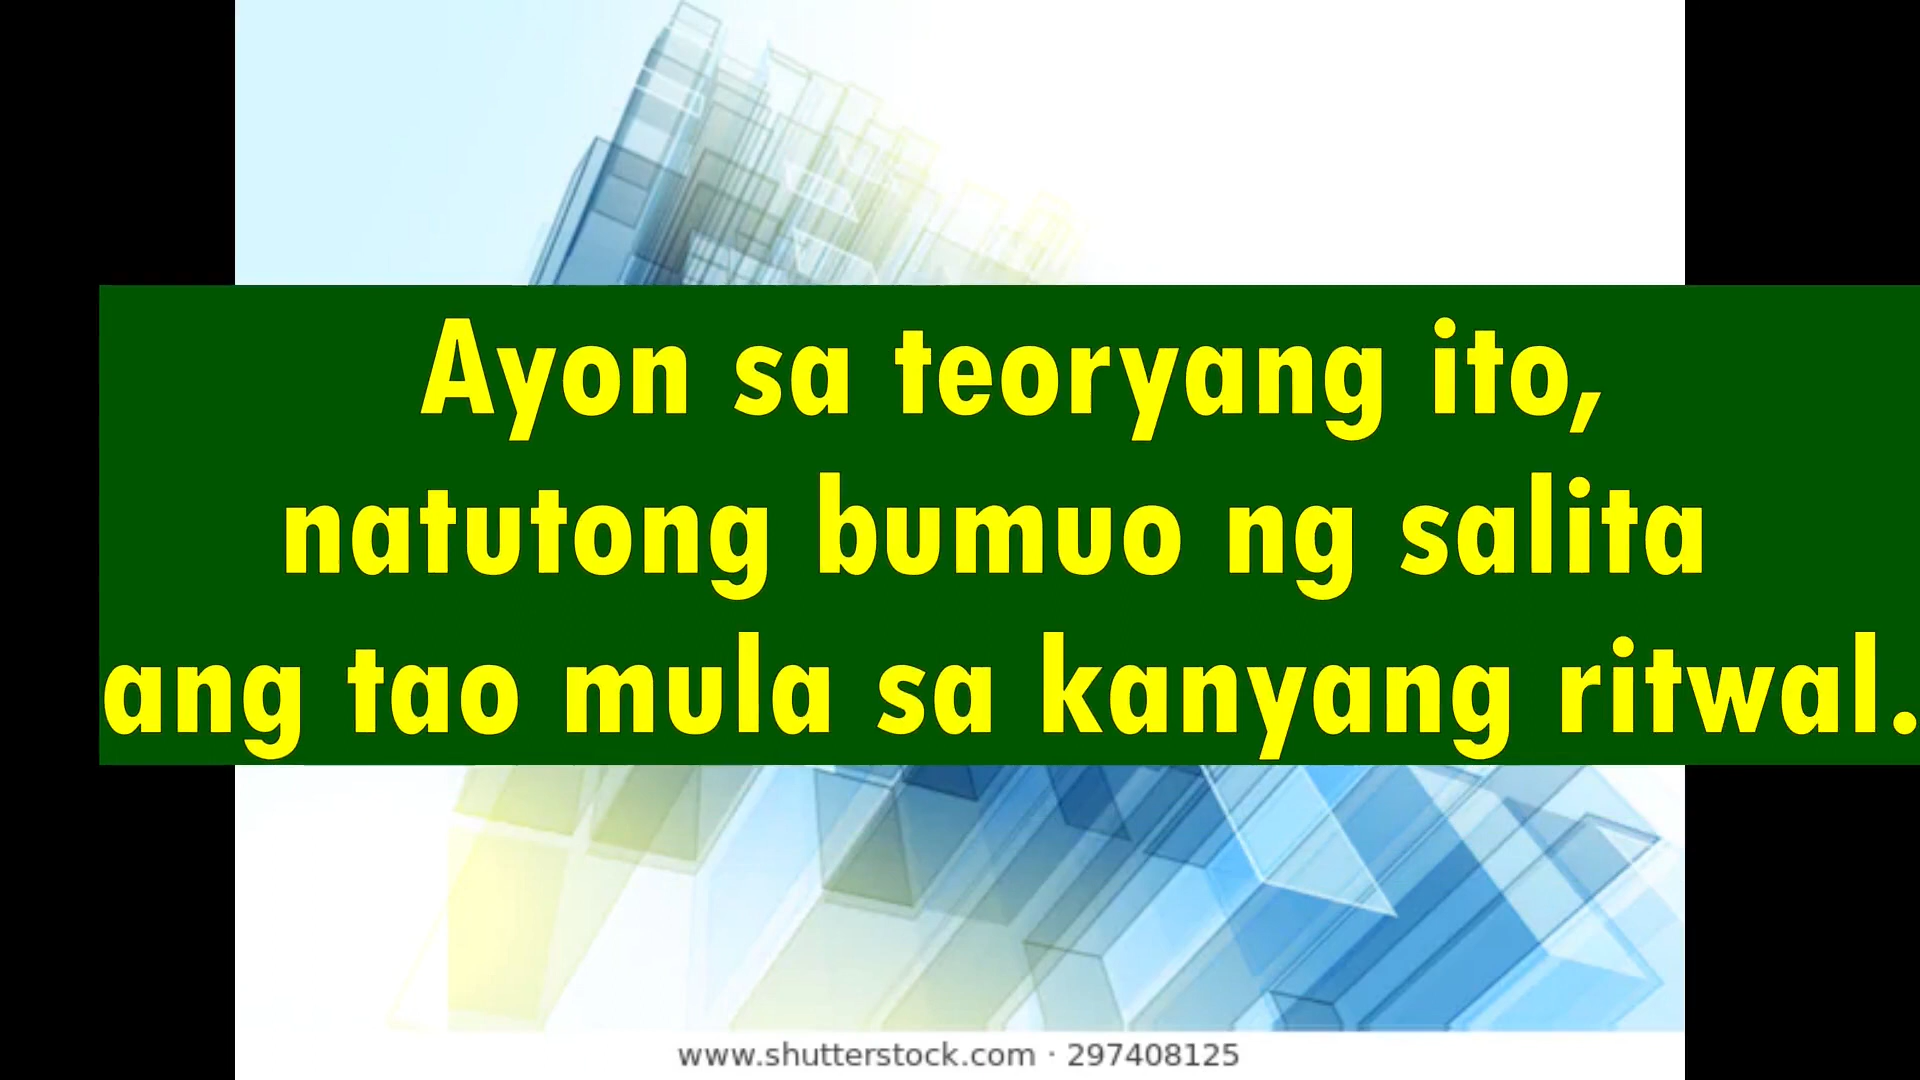 Ayon sa teoryang ito,
natutong bumuo ng salita
ang tao mula sa kanyang ritwal.
www.shutterstock.com · 297408125